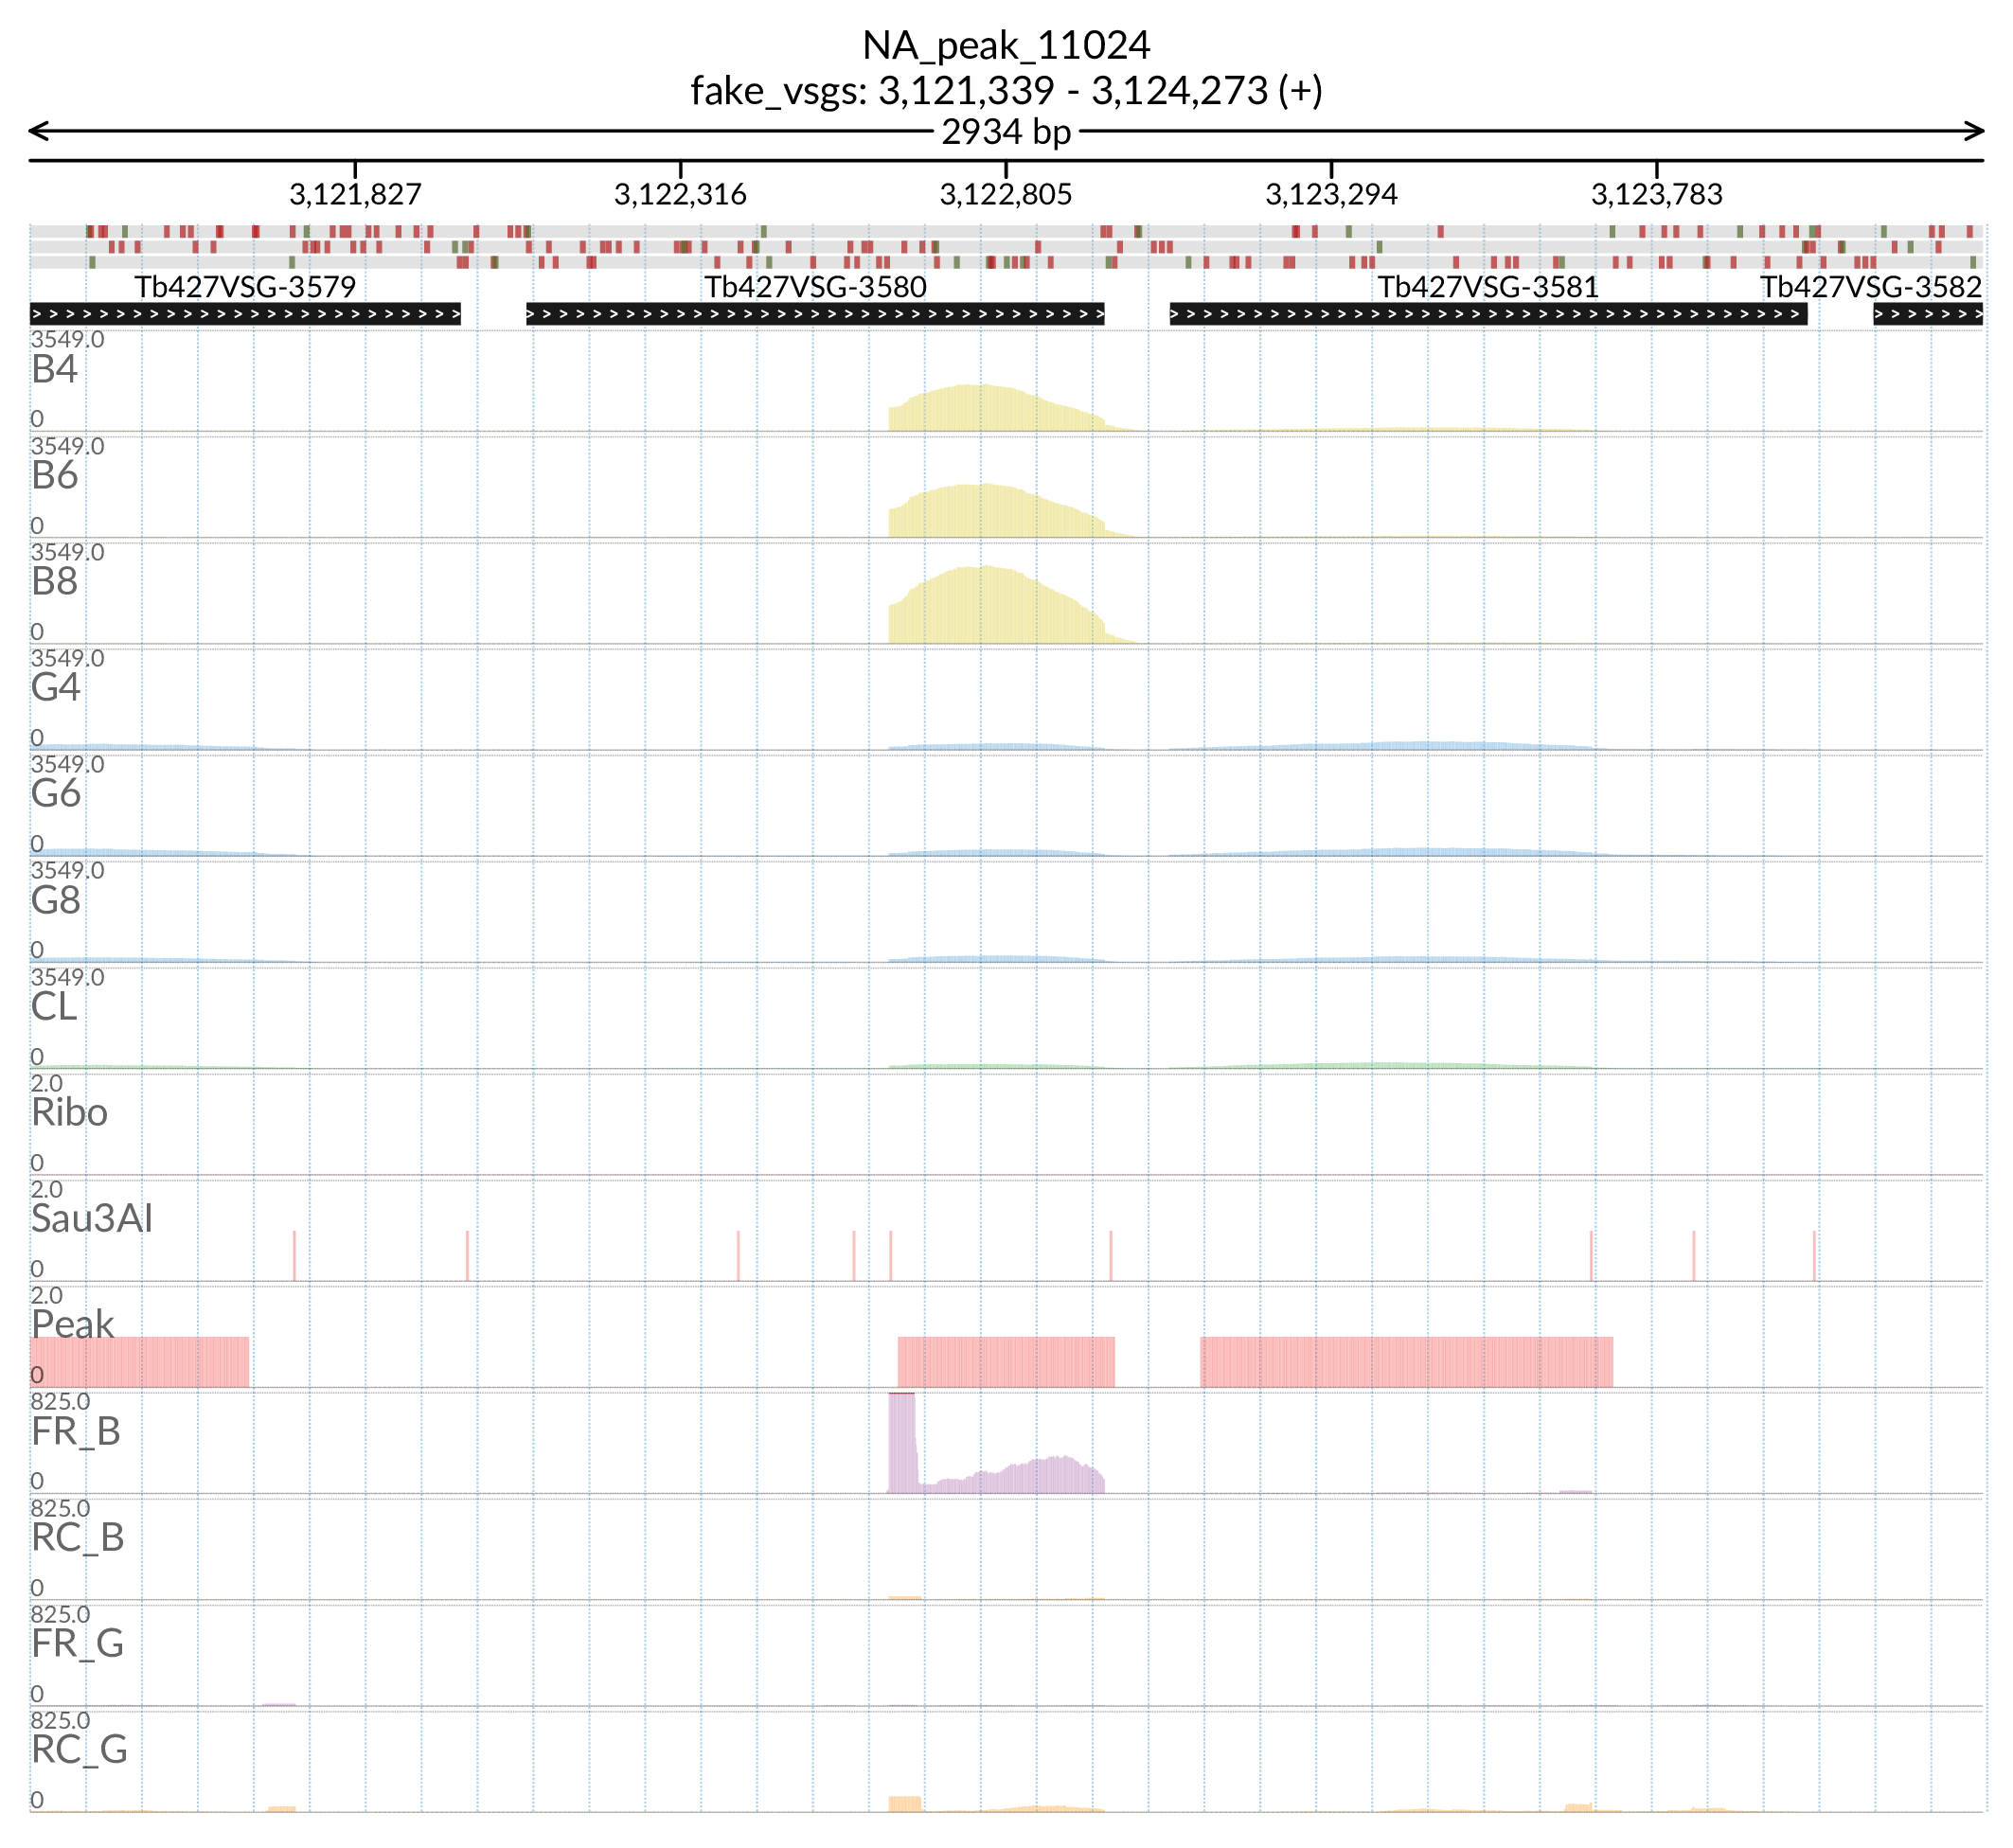 NA_peak_11024
fake_vsgs: 3,121,339 - 3,124,273 (+)
2934 bp
3,121,827 3,122,316 3,122,805 3,123,294 3,123,783
Tb427VSG-3579 Tb427VSG-3580 Tb427VSG-3581 Tb427VSG-3582
3549.0
B4
0
3549.0
B6
0
3549.0
B8
0
3549.0
G4
0
3549.0
G6
0
3549.0
G8
0
3549.0
CL
0
2.0
Ribo
0
2.0
Sau3AI
0
2.0
Peak
0
825.0
FR_B
0
825.0
RC_B
0
825.0
FR_G
0
825.0
RC_G
0